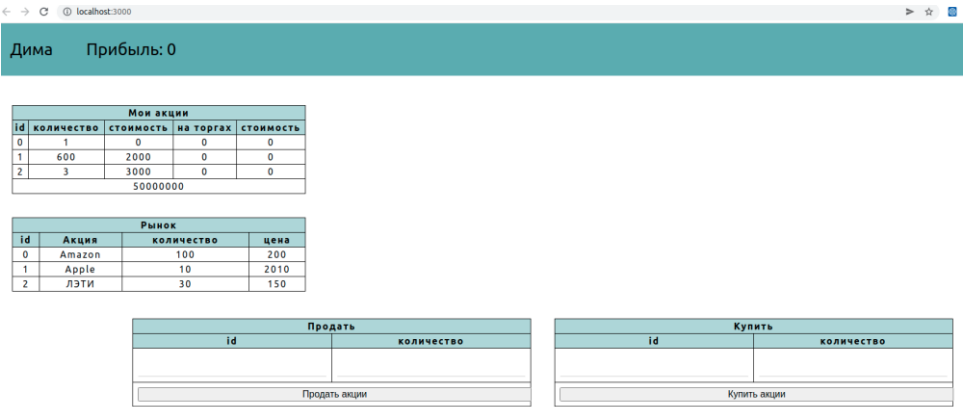 localhost:3000
Дима Прибыль: 0
Мои акции
id количество стоимость на торгах стоимость
0 1 0 0 0
1 600 2000 0 0
2 3 3000 0 0
50000000
Рынок
id Акция количество цена
0 Amazon 100 200
1 Apple 10 2010
2 ЛЭТИ 30 150
Продать
id количество
Продать акции
Купить
id количество
Купить акции